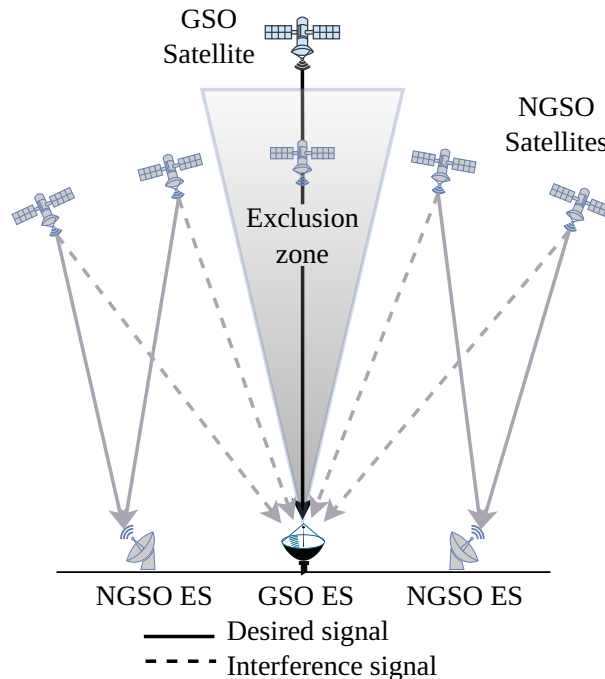 GSO
Satellite
NGSO
Satellites
Exclusion
zone
NGSO ES
GSO ES
NGSO ES
Desired signal
Interference signal